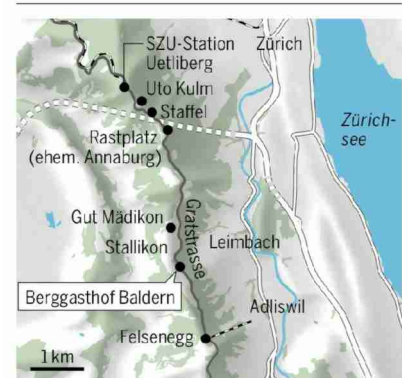 SZU-Station
Uetliberg
Zürich
Uto Kulm
Staffel
Zürich-
see
Rastplatz
(ehem. Annaburg)
Gratstrasse
Gut Mädikon
Stallikon
Leimbach
Berggasthof Baldern
Adliswil
Felsenegg
1 km